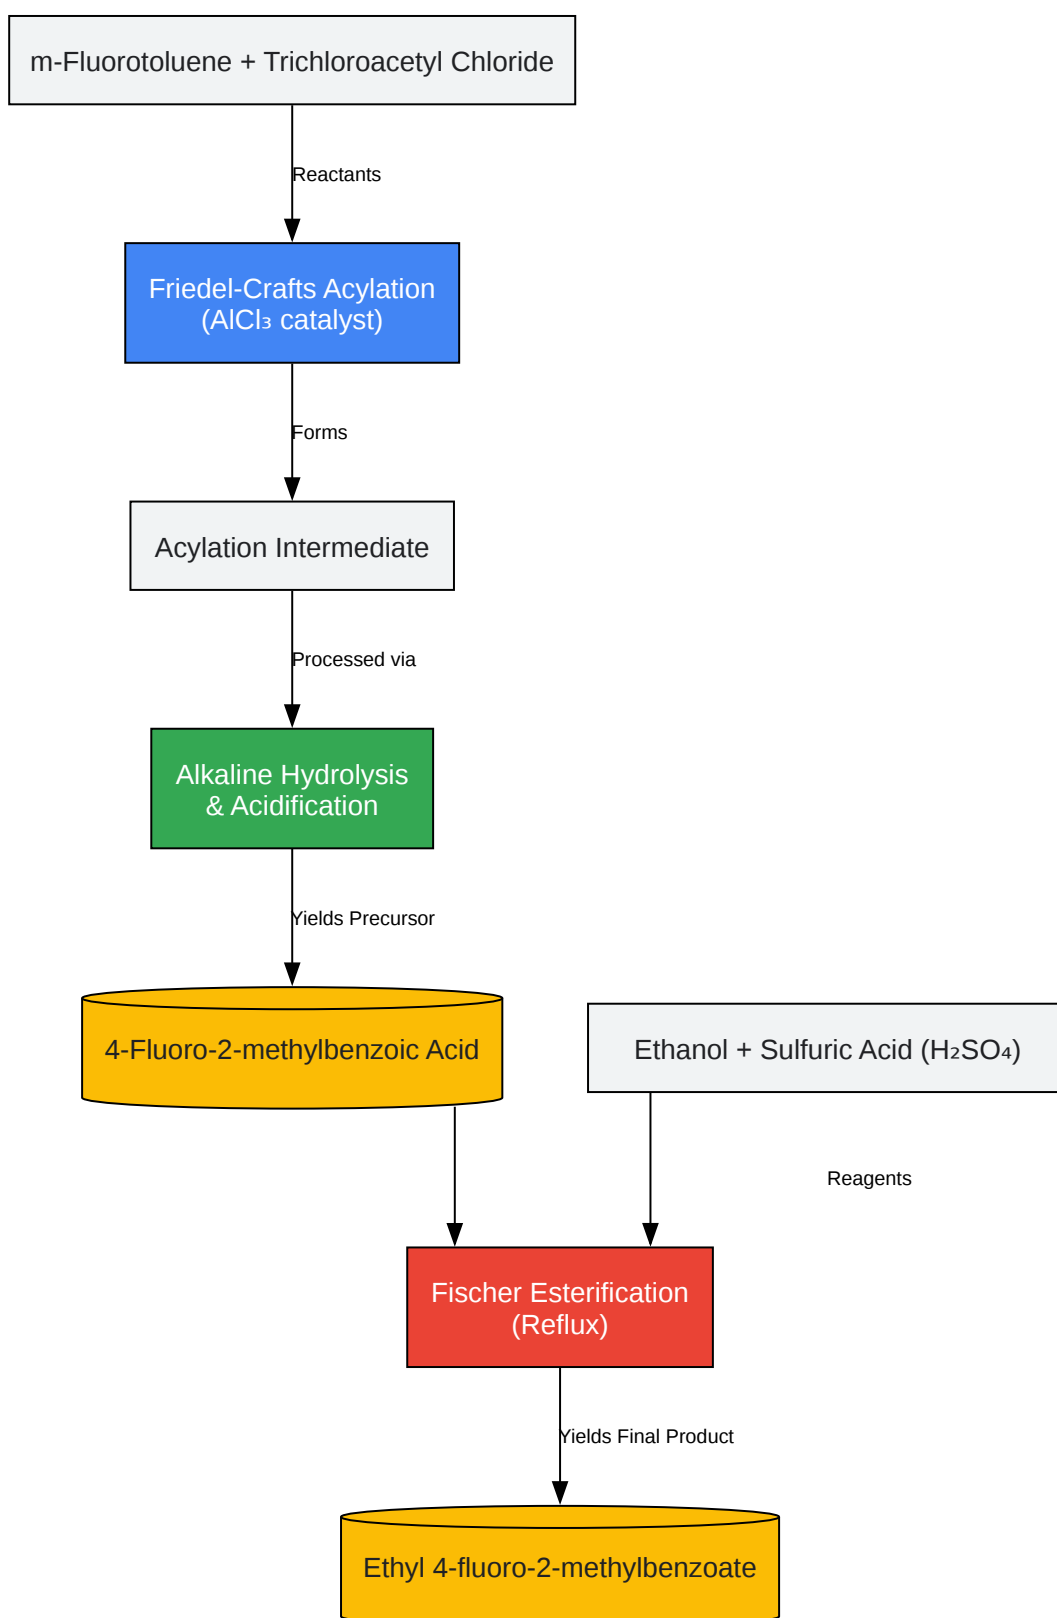 m-Fluorotoluene + Trichloroacetyl Chloride
Reactants
Friedel-Crafts Acylation
(AlCl₃ catalyst)
Forms
Acylation Intermediate
Processed via
Alkaline Hydrolysis
& Acidification
Yields Precursor
4-Fluoro-2-methylbenzoic Acid
Ethanol + Sulfuric Acid (H₂SO₄)
Reagents
Fischer Esterification
(Reflux)
Yields Final Product
Ethyl 4-fluoro-2-methylbenzoate